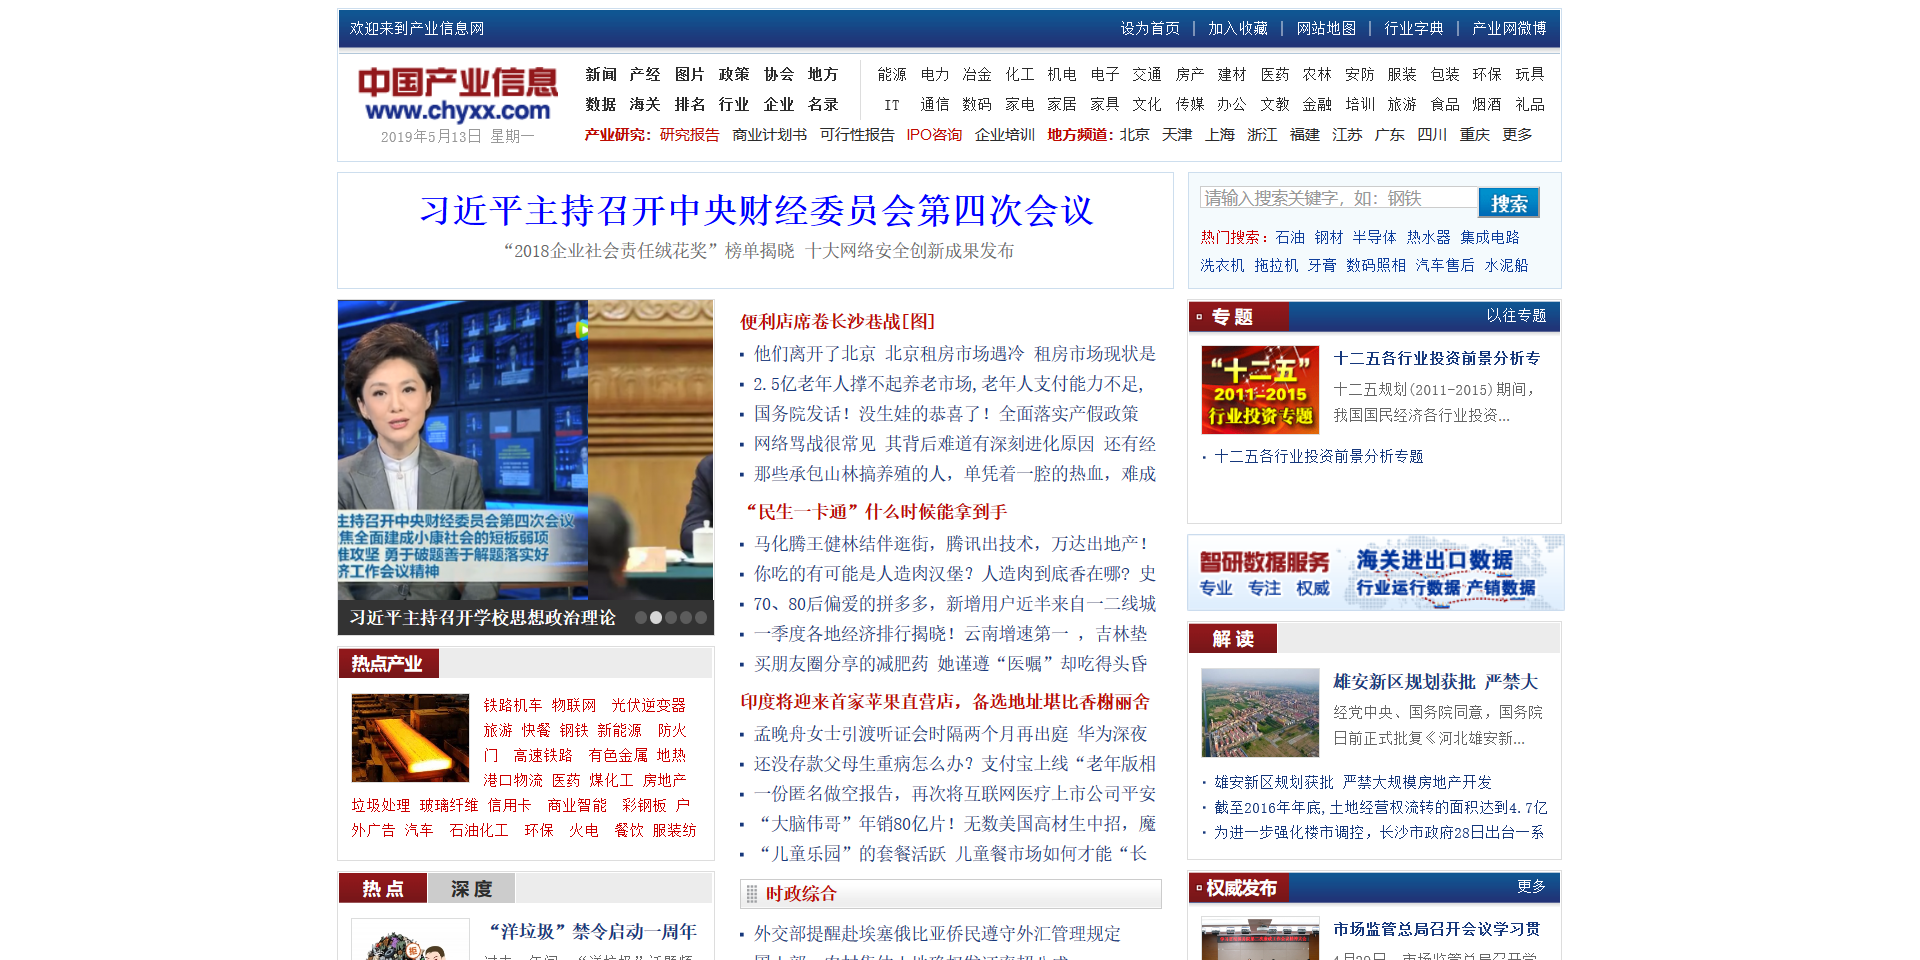 欢迎来到产业信息网
设为首页 | 加入收藏 | 网站地图 | 行业字典 | 产业网微博
中国产业信息
www.chyxx.com
2019年5月13日 星期一
新闻 产经 图片 政策 协会 地方
数据 海关 排名 行业 企业 名录
能源 电力 冶金 化工 机电 电子 交通 房产 建材 医药 农林 安防 服装 包装 环保 玩具
IT 通信 数码 家电 家居 家具 文化 传媒 办公 文教 金融 培训 旅游 食品 烟酒 礼品
产业研究：研究报告 商业计划书 可行性报告 IPO咨询 企业培训 地方频道：北京 天津 上海 浙江 福建 江苏 广东 四川 重庆 更多
习近平主持召开中央财经委员会第四次会议
“2018企业社会责任绒花奖”榜单揭晓 十大网络安全创新成果发布
请输入搜索关键字，如：钢铁
搜索
热门搜索：石油 钢材 半导体 热水器 集成电路
洗衣机 拖拉机 牙膏 数码照相 汽车售后 水泥船
主持召开中央财经委员会第四次会议
焦全面建成小康社会的短板弱项
准攻坚 勇于破题善于解题落实好
济工作会议精神
习近平主持召开学校思想政治理论
热点产业
铁路机车 物联网 光伏逆变器
旅游 快餐 钢铁 新能源 防火
门 高速铁路 有色金属 地热
港口物流 医药 煤化工 房地产
垃圾处理 玻璃纤维 信用卡 商业智能 彩钢板 户
外广告 汽车 石油化工 环保 火电 餐饮 服装纺
热点
深度
“洋垃圾”禁令启动一周年
便利店席卷长沙巷战[图]
他们离开了北京 北京租房市场遇冷 租房市场现状是
2.5亿老年人撑不起养老市场,老年人支付能力不足,
国务院发话！没生娃的恭喜了！全面落实产假政策
网络骂战很常见 其背后难道有深刻进化原因 还有经
那些承包山林搞养殖的人，单凭着一腔的热血，难成
“民生一卡通”什么时候能拿到手
马化腾王健林结伴逛街，腾讯出技术，万达出地产！
你吃的有可能是人造肉汉堡？人造肉到底香在哪? 史
70、80后偏爱的拼多多，新增用户近半来自一二线城
一季度各地经济排行揭晓！云南增速第一 ，吉林垫
买朋友圈分享的减肥药 她谨遵“医嘱”却吃得头昏
印度将迎来首家苹果直营店，备选地址堪比香榭丽舍
孟晚舟女士引渡听证会时隔两个月再出庭 华为深夜
还没存款父母生重病怎么办？支付宝上线“老年版相
一份匿名做空报告，再次将互联网医疗上市公司平安
“大脑伟哥”年销80亿片！无数美国高材生中招，魔
“儿童乐园”的套餐活跃 儿童餐市场如何才能“长
时政综合
外交部提醒赴埃塞俄比亚侨民遵守外汇管理规定
专题
以往专题
“十二五”
2011-2015
行业投资专题
十二五各行业投资前景分析专
十二五规划(2011-2015)期间，
我国国民经济各行业投资...
十二五各行业投资前景分析专题
智研数据服务
专业 专注 权威
海关进出口数据
行业运行数据 产销数据
解读
雄安新区规划获批 严禁大
经党中央、国务院同意，国务院
日前正式批复《河北雄安新...
雄安新区规划获批 严禁大规模房地产开发
截至2016年年底,土地经营权流转的面积达到4.7亿
为进一步强化楼市调控，长沙市政府28日出台一系
权威发布
更多
市场监管总局召开会议学习贯